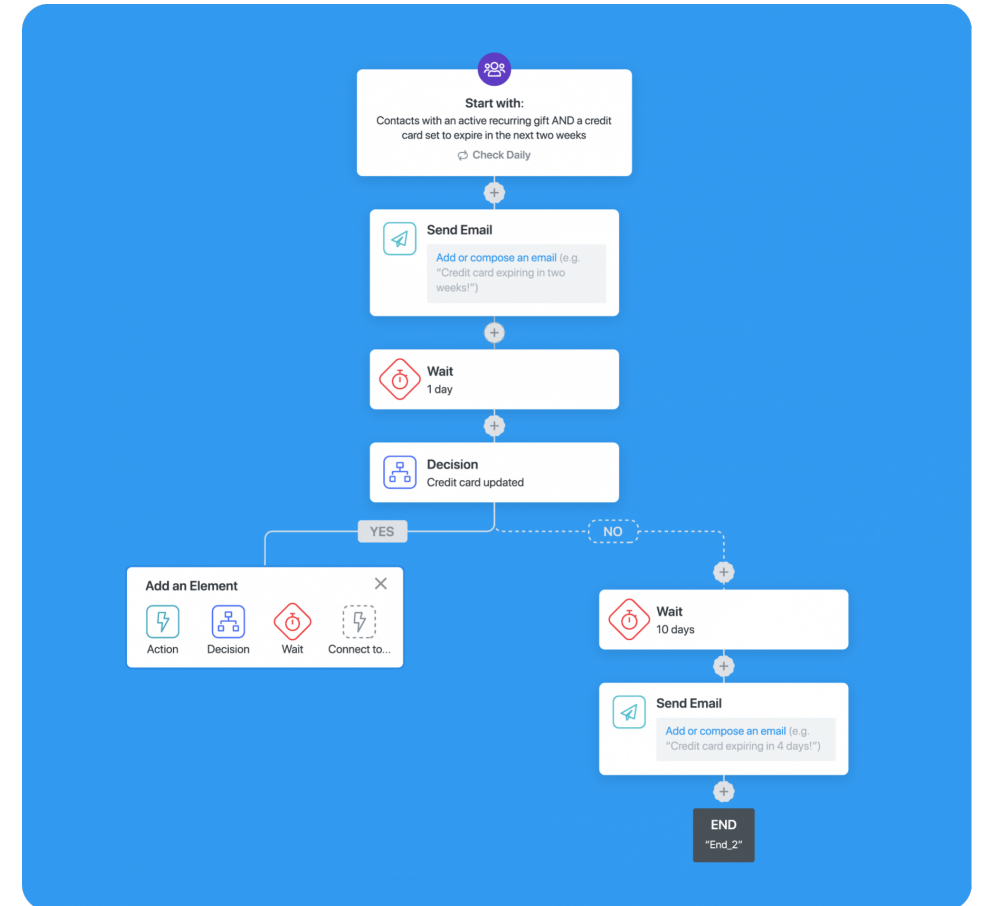 Start with:
Contacts with an active recurring gift AND a credit
card set to expire in the next two weeks
Check Daily
Send Email
Add or compose an email (e.g.
“Credit card expiring in two
weeks!”)
Wait
1 day
Decision
Credit card updated
YES
NO
Add an Element
Action
Decision
Wait
Connect to...
Wait
10 days
Send Email
Add or compose an email (e.g.
“Credit card expiring in 4 days!”)
END
“End_2”